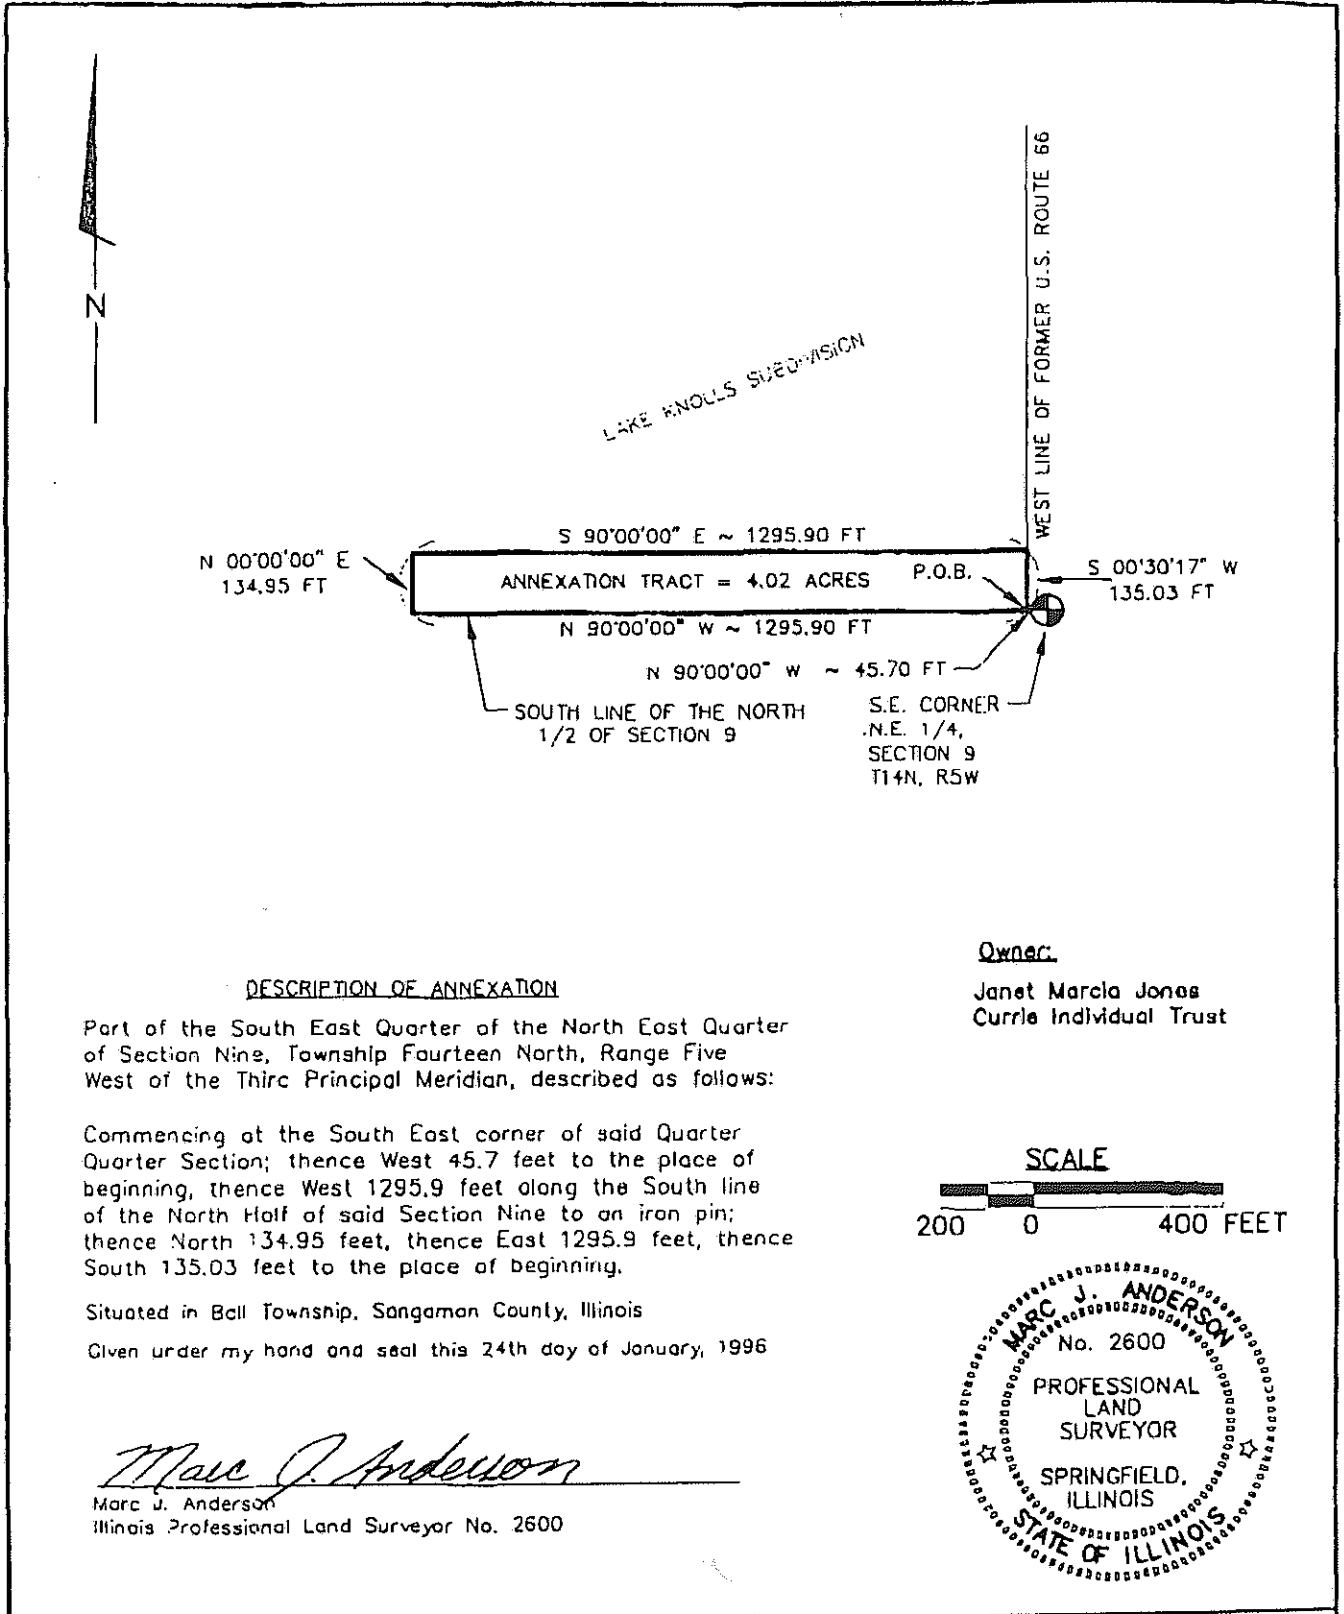 N
WEST LINE OF FORMER U.S. ROUTE 66
LAKE KNOLLS SUBDIVISION
S 90°00'00" E ~ 1295.90 FT
N 00°00'00" E
134.95 FT
ANNEXATION TRACT = 4.02 ACRES
P.O.B.
S 00°30'17" W
135.03 FT
N 90°00'00" W ~ 1295.90 FT
N 90°00'00" W ~ 45.70 FT
SOUTH LINE OF THE NORTH
1/2 OF SECTION 9
S.E. CORNER
N.E. 1/4,
SECTION 9
T14N, R5W
DESCRIPTION OF ANNEXATION
Part of the South East Quarter of the North East Quarter
of Section Nine, Township Fourteen North, Range Five
West of the Third Principal Meridian, described as follows:
Commencing at the South East corner of said Quarter
Quarter Section; thence West 45.7 feet to the place of
beginning, thence West 1295.9 feet along the South line
of the North Half of said Section Nine to an iron pin;
thence North 134.95 feet, thence East 1295.9 feet, thence
South 135.03 feet to the place of beginning.
Situated in Ball Township, Sangamon County, Illinois
Given under my hand and seal this 24th day of January, 1996
Marc J. Anderson
Marc J. Anderson
Illinois Professional Land Surveyor No. 2600
Owner:
Janet Marcia Jones
Currie Individual Trust
SCALE
200 0 400 FEET
MARC J. ANDERSON
No. 2600
PROFESSIONAL
LAND
SURVEYOR
SPRINGFIELD,
ILLINOIS
STATE OF ILLINOIS